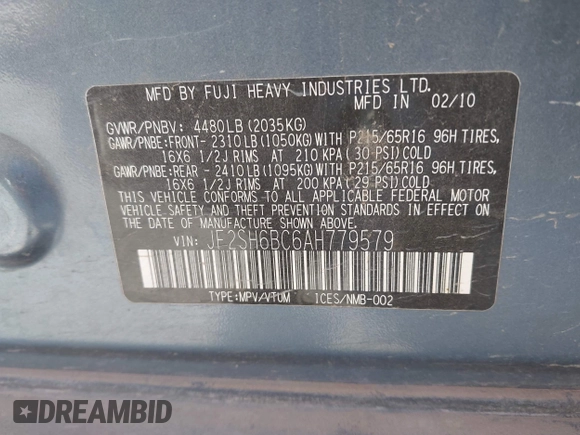 MFD BY FUJI HEAVY INDUSTRIES LTD.
MFD IN 02/10
GVWR/PNBV: 4480LB (2035KG)
GAWR/PNBE:FRONT- 2310LB (1050KG) WITH P215/65R16 96H TIRES,
16X6 1/2J RIMS AT 210 KPA (30 PSI) COLD
GAWR/PNBE:REAR - 2410LB (1095KG) WITH P215/65R16 96H TIRES,
16X6 1/2J RIMS AT 200 KPA (29 PSI) COLD
THIS VEHICLE CONFORMS TO ALL APPLICABLE FEDERAL MOTOR
VEHICLE SAFETY AND THEFT PREVENTION STANDARDS IN EFFECT ON
THE DATE OF MANUFACTURE SHOWN ABOVE.
VIN: JF2SH6BC6AH779579
TYPE:MPV/VTUM ICES/NMB-002
DREAMBID